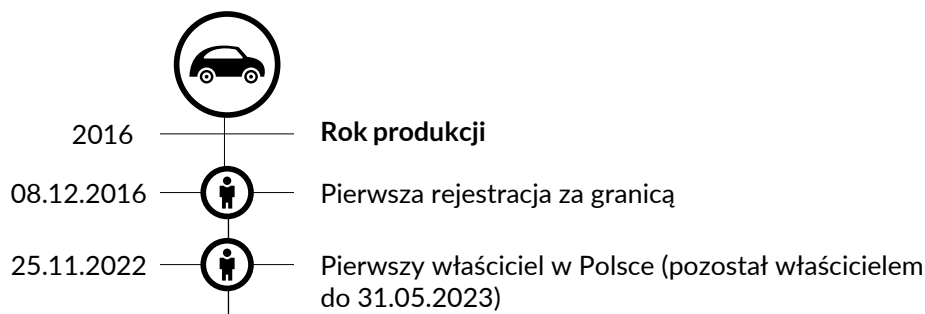 2016
Rok produkcji
08.12.2016
Pierwsza rejestracja za granicą
25.11.2022
Pierwszy właściciel w Polsce (pozostał właścicielem
do 31.05.2023)